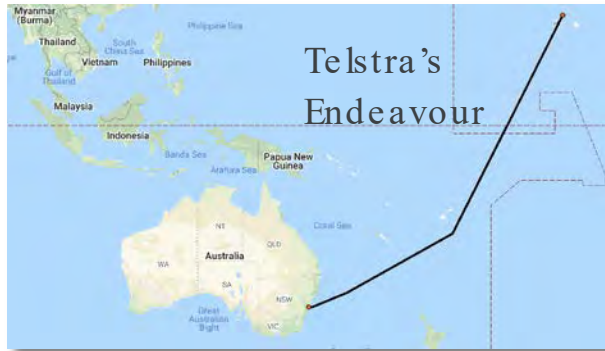 Myanmar
(Burma)
Thailand
Gulf of
Thailand
South
China Sea
Vietnam
Philippines
Philippine Sea
Malaysia
Indonesia
Banda Sea
Arafura Sea
Papua New
Guinea
Coral Sea
NT
QLD
WA
Australia
SA
NSW
VIC
Great
Australian
Bight
Telstra's
Endeavour